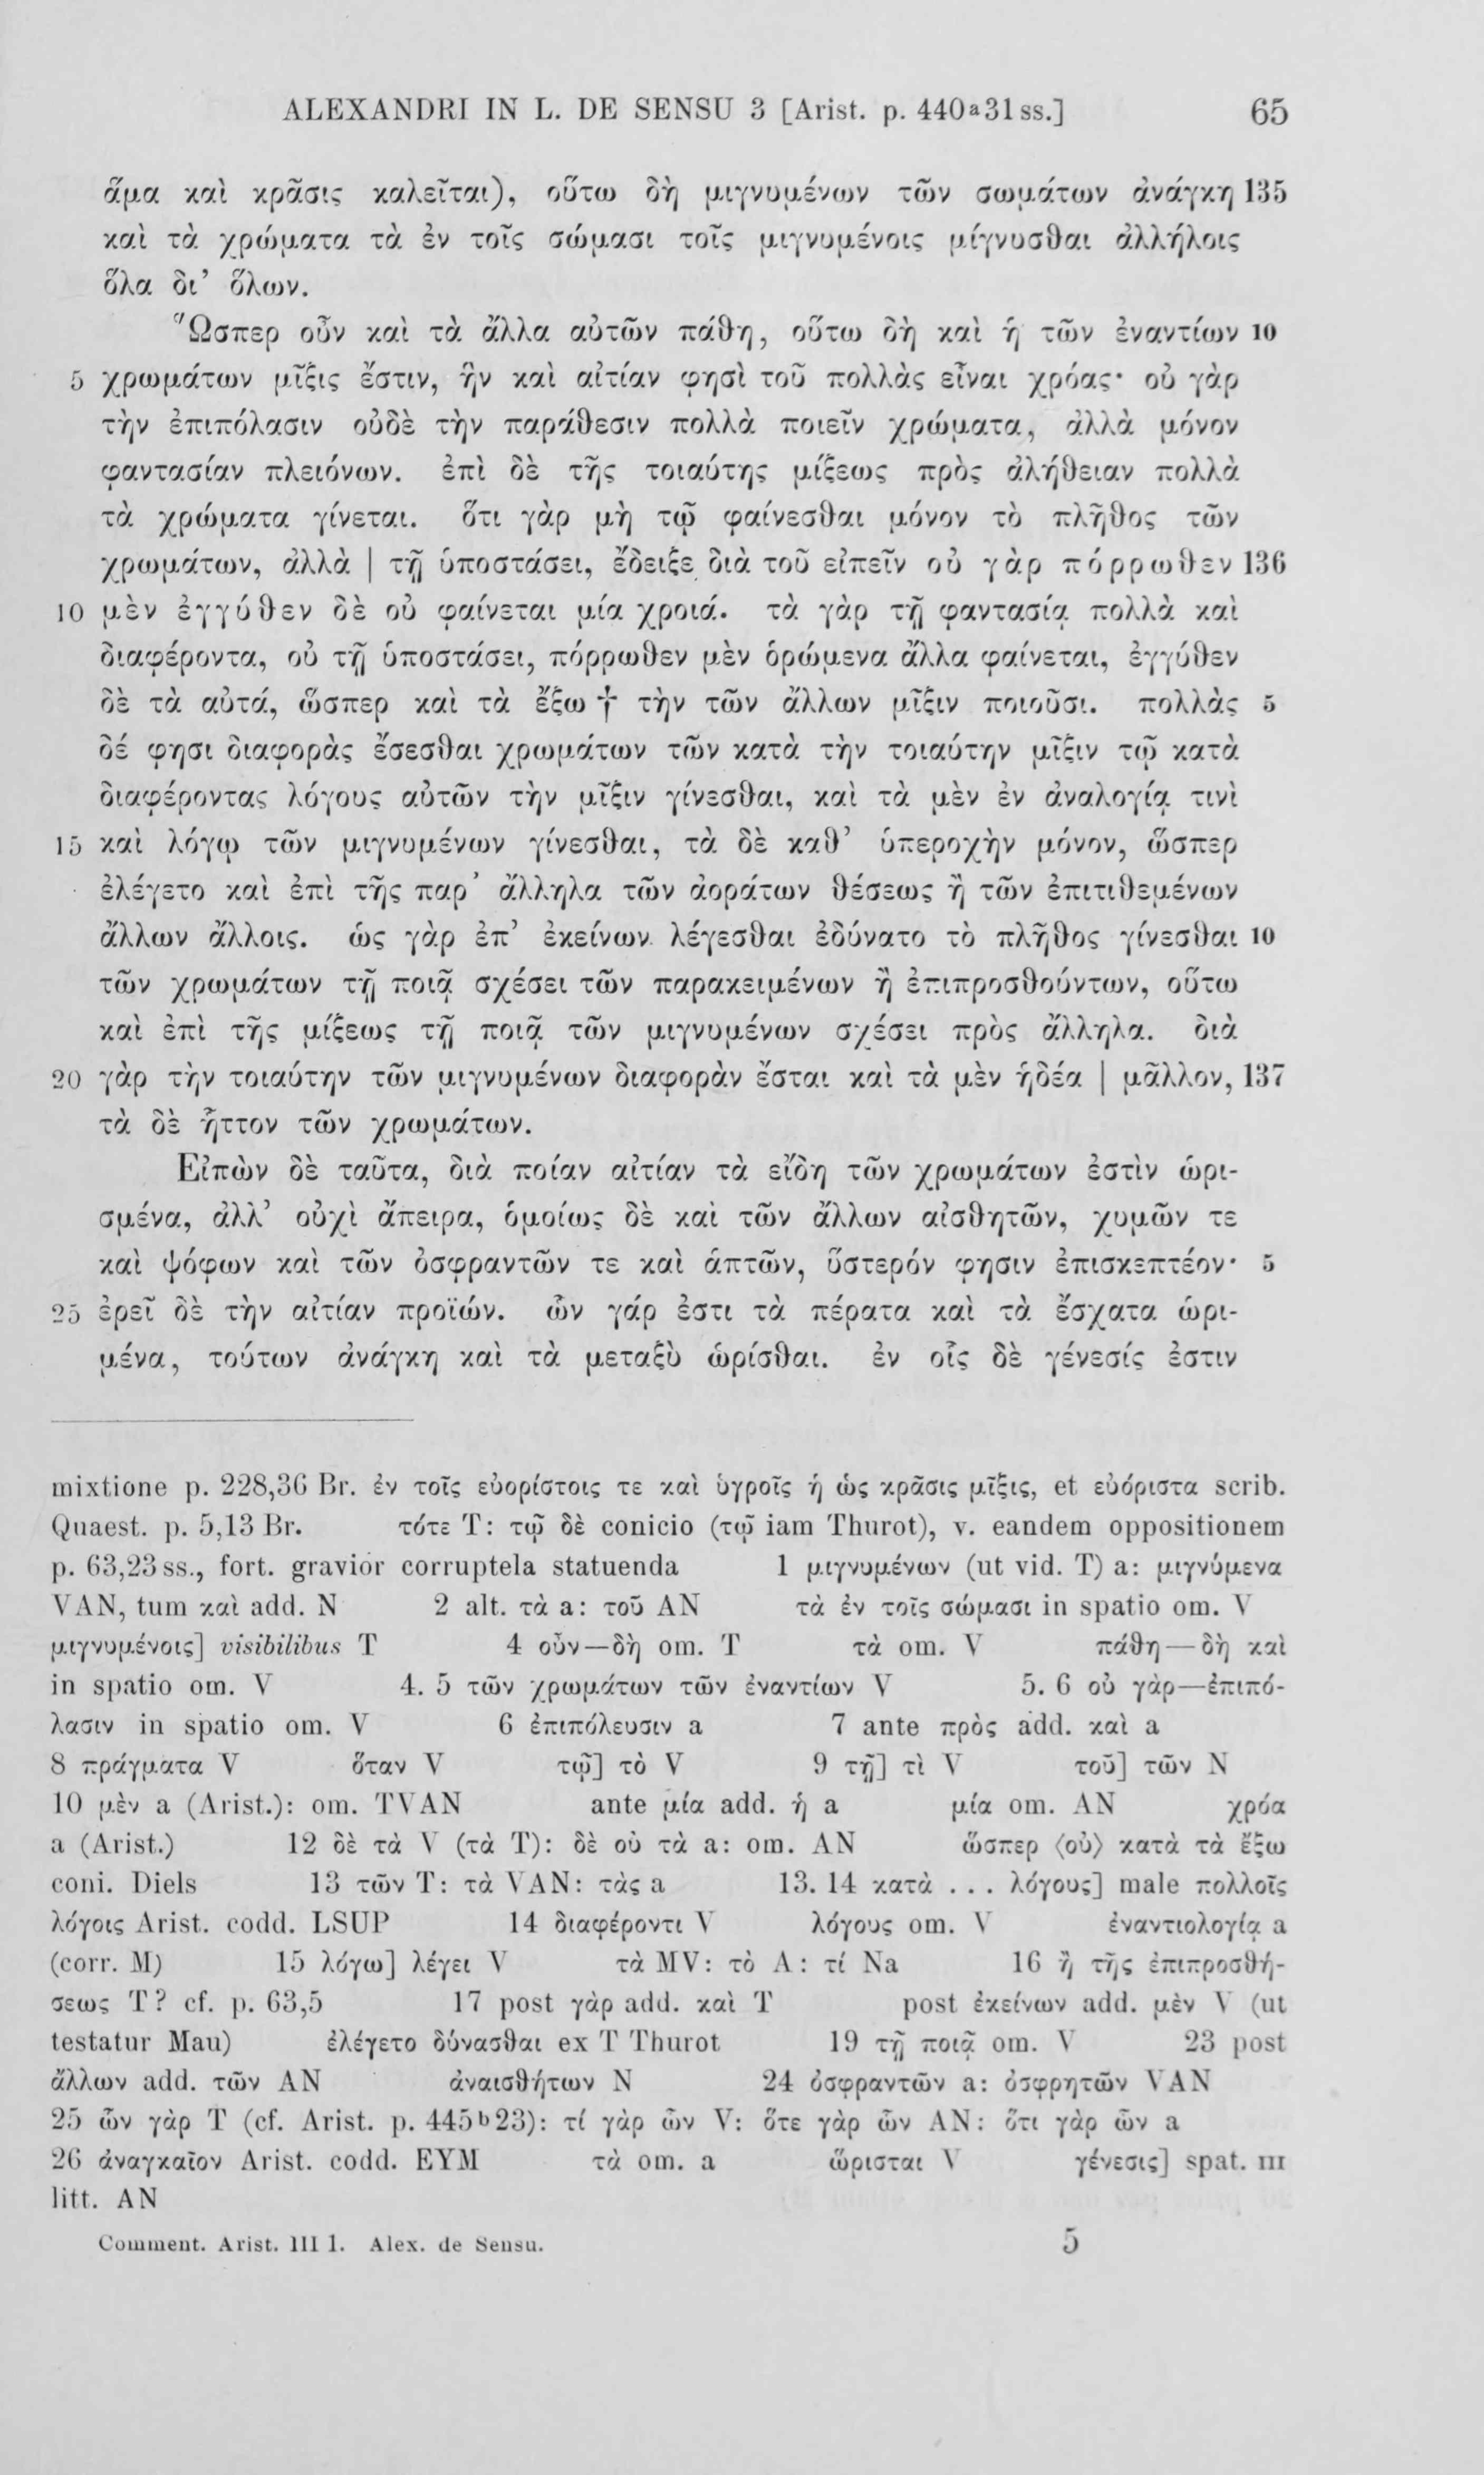 ALEXANDRI IN L. DE SENSU 3 [Arist. p. 440a31 ss.] 65
ἅμα καὶ κρᾶσις καλεῖται), οὕτω δὴ μιγνυμένων τῶν σωμάτων ἀνάγκη 135
καὶ τὰ χρώματα τὰ ἐν τοῖς σώμασι τοῖς μιγνυμένοις μίγνυσθαι ἀλλήλοις
ὅλα δι’ ὅλων.
Ὥσπερ οὖν καὶ τὰ ἄλλα αὐτῶν πάθη, οὕτω δὴ καὶ ἡ τῶν ἐναντίων 10
5 χρωμάτων μῖξις ἔστιν, ἣν καὶ αἰτίαν φησὶ τοῦ πολλὰς εἶναι χρόας· οὐ γὰρ
τὴν ἐπιπόλασιν οὐδὲ τὴν παράθεσιν πολλὰ ποιεῖν χρώματα, ἀλλὰ μόνον
φαντασίαν πλειόνων. ἐπὶ δὲ τῆς τοιαύτης μίξεως πρὸς ἀλήθειαν πολλὰ
τὰ χρώματα γίνεται. ὅτι γὰρ μὴ τῷ φαίνεσθαι μόνον τὸ πλῆθος τῶν
χρωμάτων, ἀλλὰ | τῇ ὑποστάσει, ἔδειξε διὰ τοῦ εἰπεῖν οὐ γὰρ πόρρωθεν 136
10 μὲν ἐγγύθεν δὲ οὐ φαίνεται μία χροιά. τὰ γὰρ τῇ φαντασίᾳ πολλὰ καὶ
διαφέροντα, οὐ τῇ ὑποστάσει, πόρρωθεν μὲν ὁρώμενα ἄλλα φαίνεται, ἐγγύθεν
δὲ τὰ αὐτά, ὥσπερ καὶ τὰ ἔξω † τὴν τῶν ἄλλων μῖξιν ποιοῦσι. πολλὰς 5
δέ φησι διαφορὰς ἔσεσθαι χρωμάτων τῶν κατὰ τὴν τοιαύτην μῖξιν τῷ κατὰ
διαφέροντας λόγους αὐτῶν τὴν μῖξιν γίνεσθαι, καὶ τὰ μὲν ἐν ἀναλογίᾳ τινὶ
15 καὶ λόγῳ τῶν μιγνυμένων γίνεσθαι, τὰ δὲ καθ’ ὑπεροχὴν μόνον, ὥσπερ
ἐλέγετο καὶ ἐπὶ τῆς παρ’ ἄλληλα τῶν ἀοράτων θέσεως ἢ τῶν ἐπιτιθεμένων
ἄλλων ἄλλοις. ὡς γὰρ ἐπ’ ἐκείνων λέγεσθαι ἐδύνατο τὸ πλῆθος γίνεσθαι 10
τῶν χρωμάτων τῇ ποιᾷ σχέσει τῶν παρακειμένων ἢ ἐπιπροσθούντων, οὕτω
καὶ ἐπὶ τῆς μίξεως τῇ ποιᾷ τῶν μιγνυμένων σχέσει πρὸς ἄλληλα. διὰ
20 γὰρ τὴν τοιαύτην τῶν μιγνυμένων διαφορὰν ἔσται καὶ τὰ μὲν ἡδέα | μᾶλλον, 137
τὰ δὲ ἧττον τῶν χρωμάτων.
Εἰπὼν δὲ ταῦτα, διὰ ποίαν αἰτίαν τὰ εἴδη τῶν χρωμάτων ἐστὶν ὡρι-
σμένα, ἀλλ’ οὐχὶ ἄπειρα, ὁμοίως δὲ καὶ τῶν ἄλλων αἰσθητῶν, χυμῶν τε
καὶ ψόφων καὶ τῶν ὀσφραντῶν τε καὶ ἁπτῶν, ὕστερόν φησιν ἐπισκεπτέον· 5
25 ἐρεῖ δὲ τὴν αἰτίαν προϊών. ὧν γάρ ἐστι τὰ πέρατα καὶ τὰ ἔσχατα ὡρι-
μένα, τούτων ἀνάγκη καὶ τὰ μεταξὺ ὡρίσθαι. ἐν οἷς δὲ γένεσίς ἐστιν
mixtione p. 228,36 Br. ἐν τοῖς εὐορίστοις τε καὶ ὑγροῖς ἡ ὡς κρᾶσις μῖξις, et εὐόριστα scrib.
Quaest. p. 5,13 Br. τότε T: τῷ δὲ conicio (τῷ iam Thurot), v. eandem oppositionem
p. 63,23 ss., fort. gravior corruptela statuenda 1 μιγνυμένων (ut vid. T) a: μιγνύμενα
VAN, tum καὶ add. N 2 alt. τὰ a: τοῦ AN τὰ ἐν τοῖς σώμασι in spatio om. V
μιγνυμένοις] visibilibus T 4 οὖν—δὴ om. T τὰ om. V πάθη—δὴ καὶ
in spatio om. V 4. 5 τῶν χρωμάτων τῶν ἐναντίων V 5. 6 οὐ γὰρ—ἐπιπό-
λασιν in spatio om. V 6 ἐπιπόλευσιν a 7 ante πρὸς add. καὶ a
8 πράγματα V ὅταν V τῷ] τὸ V 9 τῇ] τὶ V τοῦ] τῶν N
10 μὲν a (Arist.): om. TVAN ante μία add. ἡ a μία om. AN χρόα
a (Arist.) 12 δὲ τὰ V (τὰ T): δὲ οὐ τὰ a: om. AN ὥσπερ ⟨οὐ⟩ κατὰ τὰ ἔξω
coni. Diels 13 τῶν T: τὰ VAN: τὰς a 13. 14 κατὰ ... λόγους] male πολλοῖς
λόγοις Arist. codd. LSUP 14 διαφέροντι V λόγους om. V ἐναντιολογίᾳ a
(corr. M) 15 λόγω] λέγει V τὰ MV: τὸ A: τί Na 16 ἢ τῆς ἐπιπροσθή-
σεως T? cf. p. 63,5 17 post γὰρ add. καὶ T post ἐκείνων add. μὲν V (ut
testatur Mau) ἐλέγετο δύνασθαι ex T Thurot 19 τῇ ποιᾷ om. V 23 post
ἄλλων add. τῶν AN ἀναισθήτων N 24 ὀσφραντῶν a: ὀσφρητῶν VAN
25 ὧν γὰρ T (cf. Arist. p. 445b23): τί γὰρ ὧν V: ὅτε γὰρ ὧν AN: ὅτι γὰρ ὧν a
26 ἀναγκαῖον Arist. codd. EYM τὰ om. a ὥρισται V γένεσις] spat. III
litt. AN
Comment. Arist. III 1. Alex. de Sensu. 5